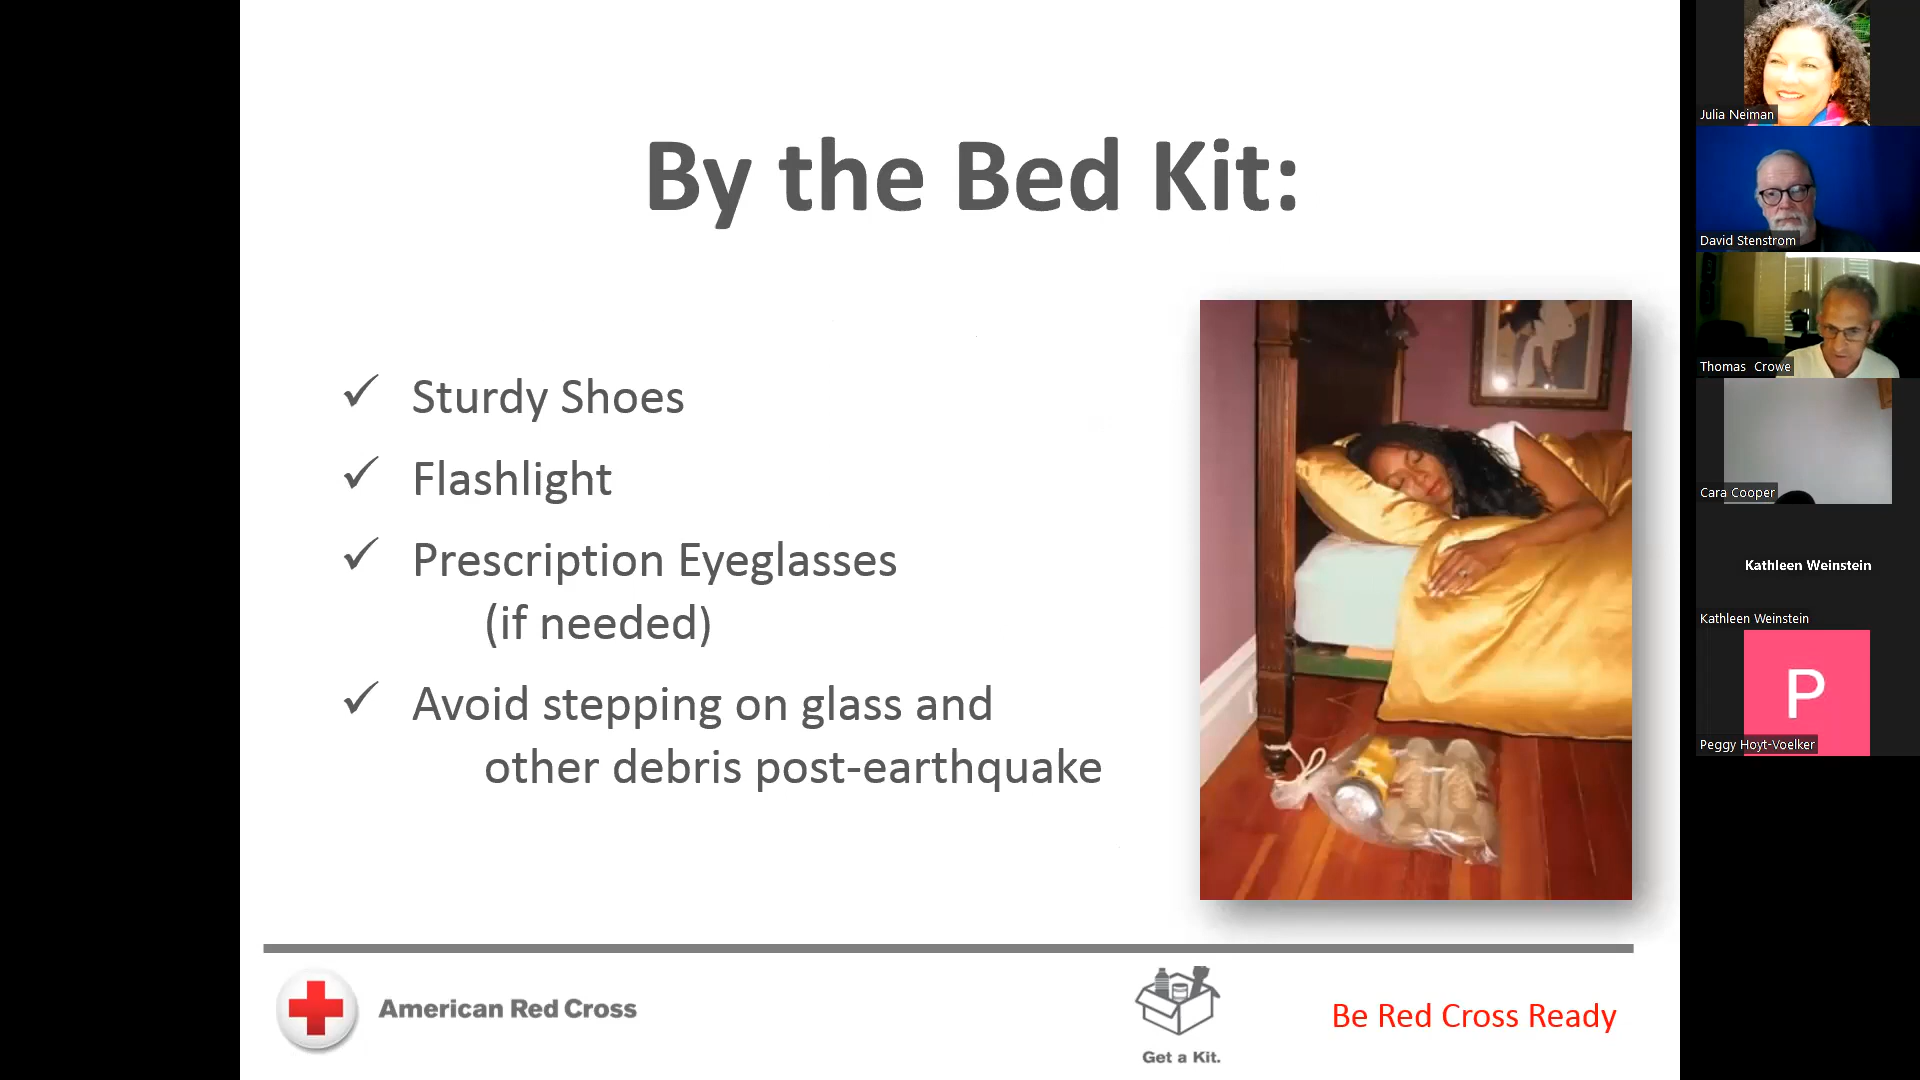 By the Bed Kit:
✓ Sturdy Shoes
✓ Flashlight
✓ Prescription Eyeglasses
(if needed)
✓ Avoid stepping on glass and
other debris post-earthquake
American Red Cross
Get a Kit.
Be Red Cross Ready
Julia Neiman
David Stenstrom
Thomas Crowe
Cara Cooper
Kathleen Weinstein
Kathleen Weinstein
P
Peggy Hoyt-Voelker